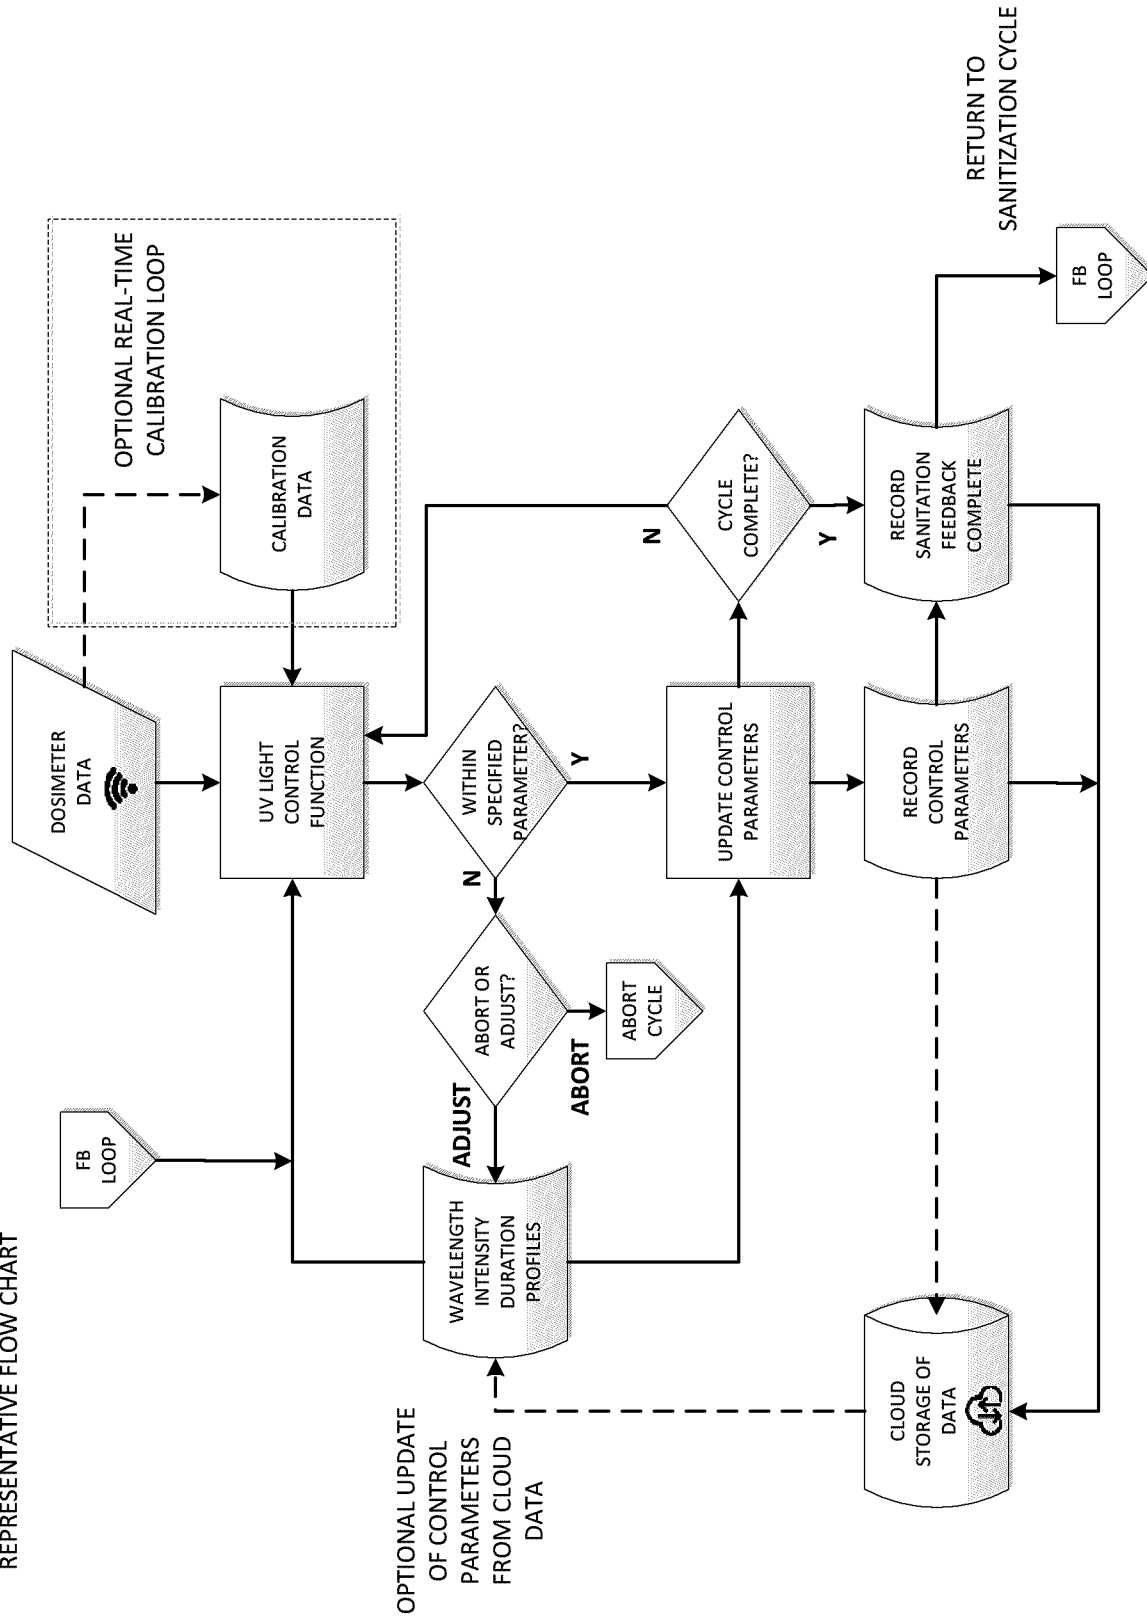 REPRESENTATIVE FLOW CHART
FB
LOOP
DOSIMETER
DATA
OPTIONAL REAL-TIME
CALIBRATION LOOP
UV LIGHT
CONTROL
FUNCTION
CALIBRATION
DATA
OPTIONAL UPDATE
OF CONTROL
PARAMETERS
FROM CLOUD
DATA
WAVELENGTH
INTENSITY
DURATION
PROFILES
ADJUST
ABORT OR
ADJUST?
N
WITHIN
SPECIFIED
PARAMETER?
ABORT
Y
ABORT
CYCLE
N
UPDATE CONTROL
PARAMETERS
CYCLE
COMPLETE?
Y
CLOUD
STORAGE OF
DATA
RECORD
CONTROL
PARAMETERS
RECORD
SANITATION
FEEDBACK
COMPLETE
RETURN TO
SANITIZATION CYCLE
FB
LOOP